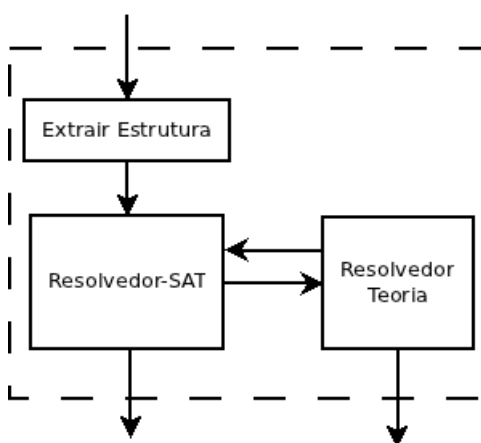 Extrair Estrutura
Resolvedor-SAT
Resolvedor
Teoria